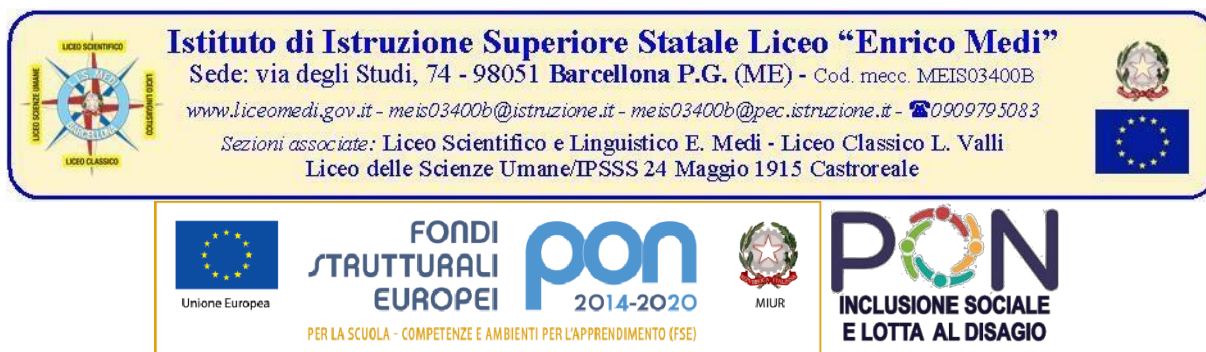 Istituto di Istruzione Superiore Statale Liceo “Enrico Medi”
Sede: via degli Studi, 74 - 98051 Barcellona P.G. (ME) - Cod. mecc. MEIS03400B
www.liceomedi.gov.it - meis03400b@istruzione.it - meis03400b@pec.istruzione.it - ☎0909795083
Sezioni associate: Liceo Scientifico e Linguistico E. Medi - Liceo Classico L. Valli
Liceo delle Scienze Umane/IPSSS 24 Maggio 1915 Castroreale
LICEO SCIENTIFICO
LICEO SCIENZE UMANE
LICEO LINGUISTICO
I.S. MEDI
BARCELLONA
LICEO CLASSICO
Unione Europea
FONDI
STRUTTURALI
EUROPEI
pon
2014-2020
MIUR
PER LA SCUOLA - COMPETENZE E AMBIENTI PER L'APPRENDIMENTO (FSE)
PON
INCLUSIONE SOCIALE
E LOTTA AL DISAGIO